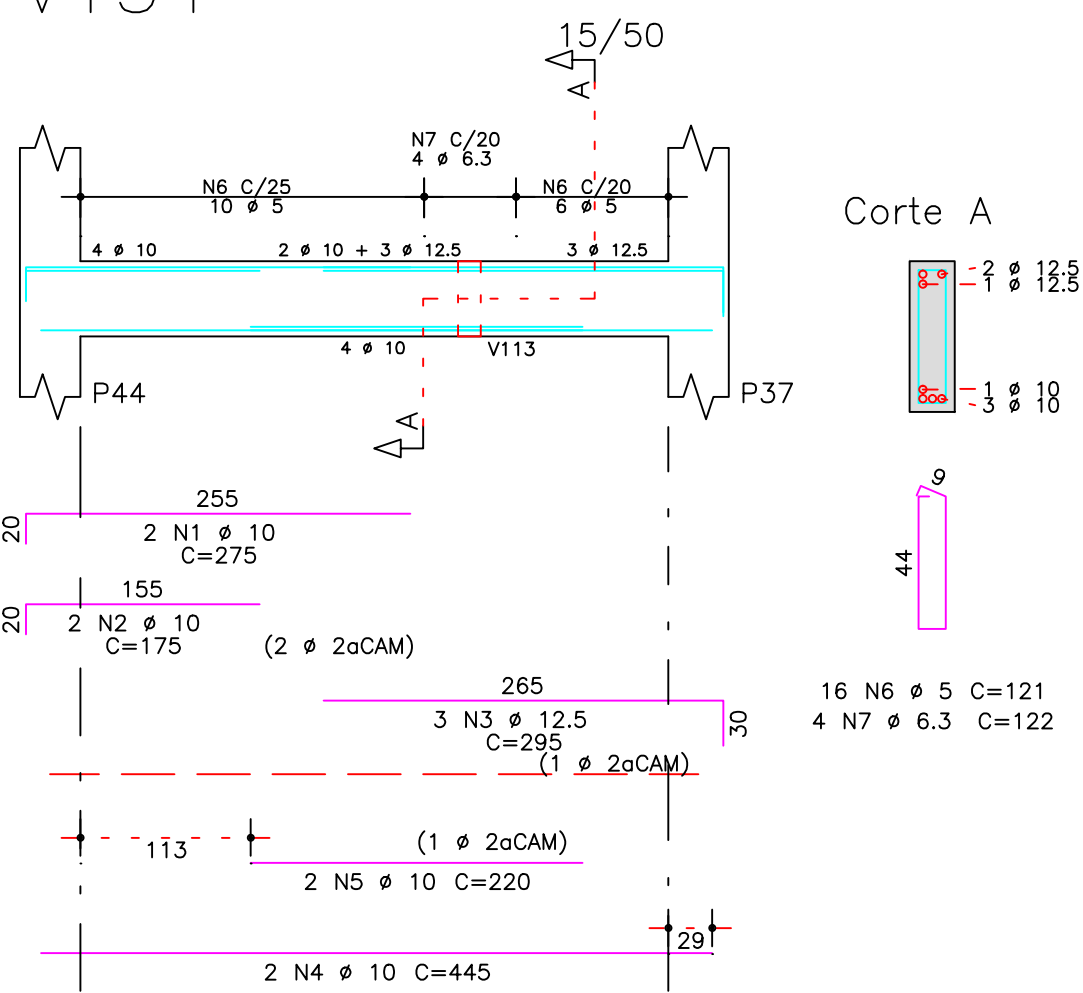 15/50
A
N7 C/20
4 ø 6.3
N6 C/25
10 ø 5
N6 C/20
6 ø 5
4 ø 10
2 ø 10 + 3 ø 12.5
3 ø 12.5
4 ø 10
V113
P44
P37
A
Corte A
2 ø 12.5
1 ø 12.5
1 ø 10
3 ø 10
255
20
2 N1 ø 10
C=275
155
20
2 N2 ø 10
C=175
(2 ø 2aCAM)
265
3 N3 ø 12.5
C=295
30
(1 ø 2aCAM)
9
44
16 N6 ø 5 C=121
4 N7 ø 6.3 C=122
113
(1 ø 2aCAM)
2 N5 ø 10 C=220
29
2 N4 ø 10 C=445